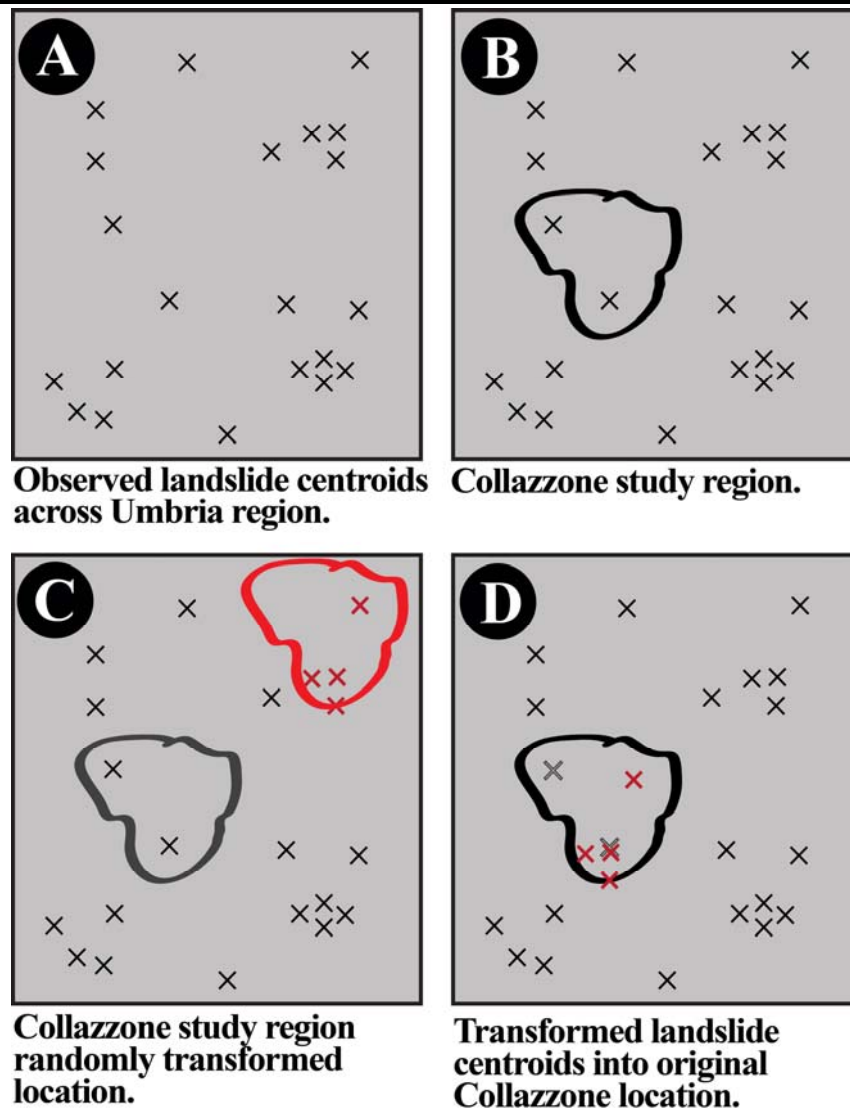 A
B
Observed landslide centroids
across Umbria region.
Collazzone study region.
C
D
Collazzone study region
randomly transformed
location.
Transformed landslide
centroids into original
Collazzone location.